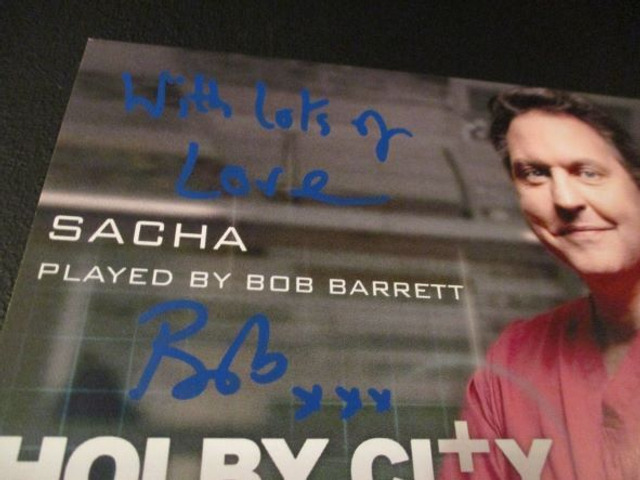 With lots of
Love
SACHA
PLAYED BY BOB BARRETT
Bob xxx
HOLBY CITY